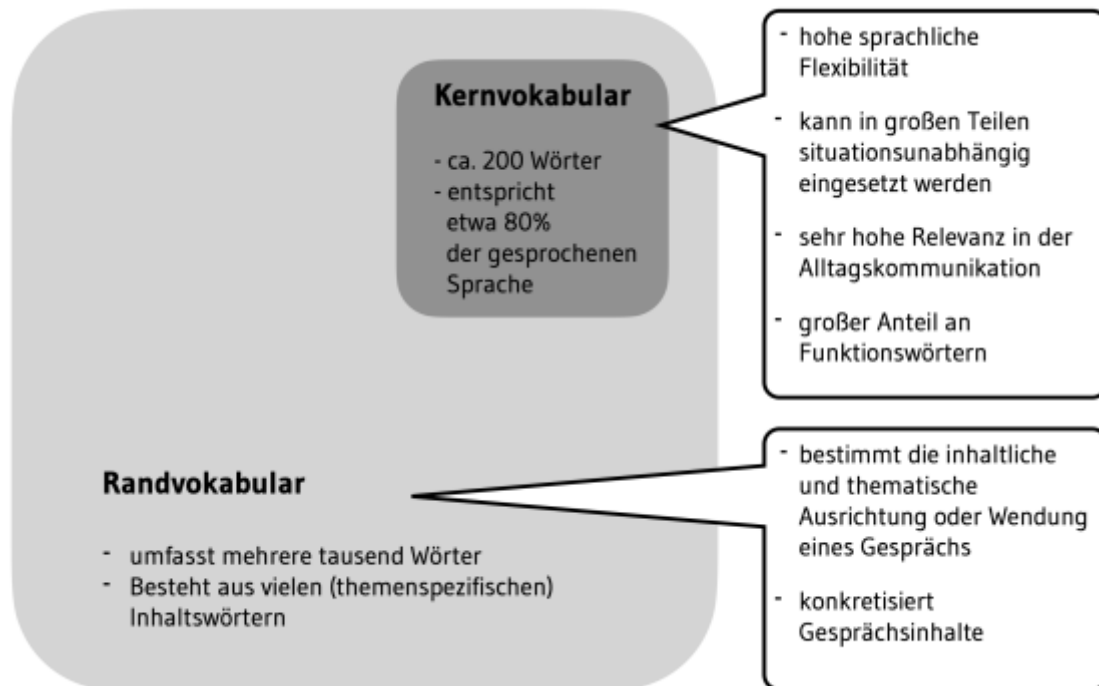 Kernvokabular
- ca. 200 Wörter
- entspricht
etwa 80%
der gesprochenen
Sprache
- hohe sprachliche
Flexibilität
- kann in großen Teilen
situationsunabhängig
eingesetzt werden
- sehr hohe Relevanz in der
Alltagskommunikation
- großer Anteil an
Funktionswörtern
Randvokabular
- umfasst mehrere tausend Wörter
- Besteht aus vielen (themenspezifischen)
Inhaltswörtern
- bestimmt die inhaltliche
und thematische
Ausrichtung oder Wendung
eines Gesprächs
- konkretisiert
Gesprächsinhalte